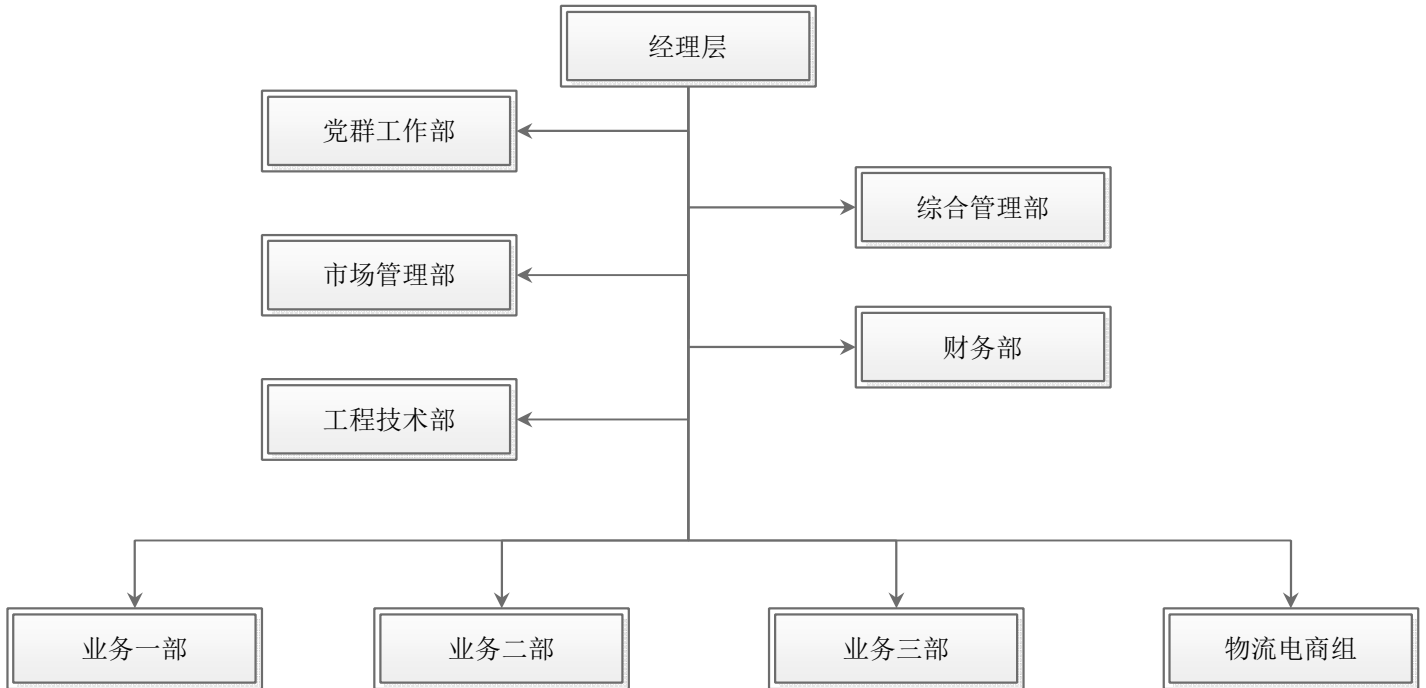 经理层
党群工作部
综合管理部
市场管理部
财务部
工程技术部
业务一部
业务二部
业务三部
物流电商组